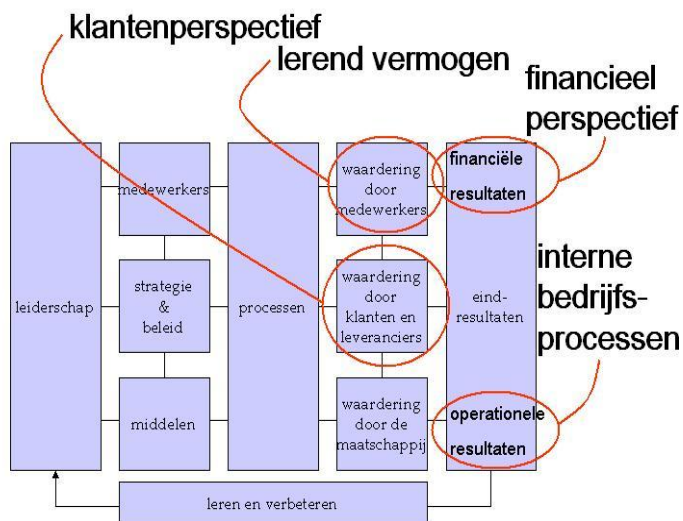 klantenperspectief
lerend vermogen
financieel
perspectief
medewerkers
waardering
door
medewerkers
financiële
resultaten
leiderschap
strategie
&
beleid
processen
waardering
door
klanten en
leveranciers
eind-
resultaten
interne
bedrijfs-
processen
middelen
waardering
door de
maatschappij
operationele
resultaten
leren en verbeteren